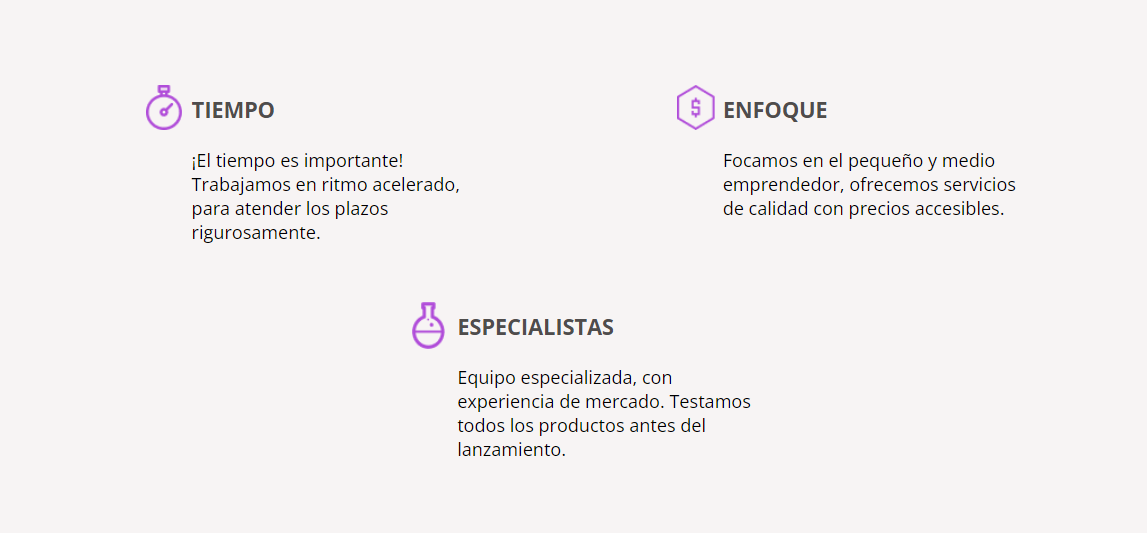 TIEMPO
¡El tiempo es importante!
Trabajamos en ritmo acelerado,
para atender los plazos
rigurosamente.
$ ENFOQUE
Focamos en el pequeño y medio
emprendedor, ofrecemos servicios
de calidad con precios accesibles.
ESPECIALISTAS
Equipo especializada, con
experiencia de mercado. Testamos
todos los productos antes del
lanzamiento.